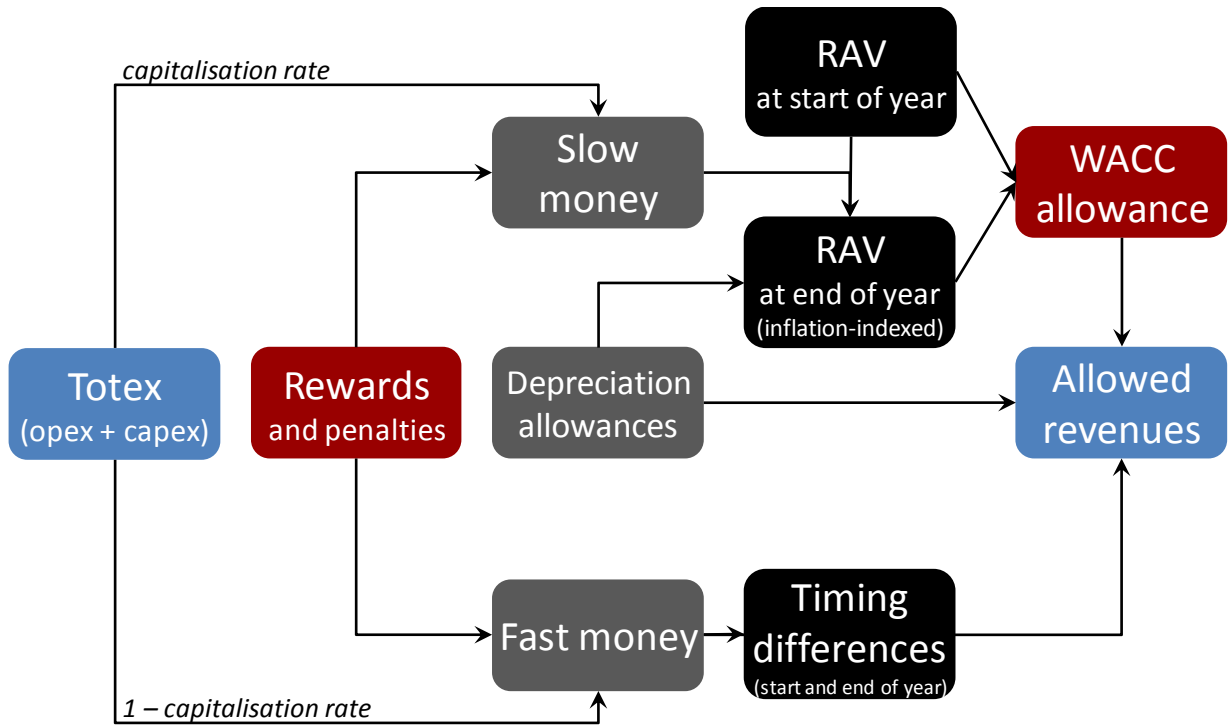 capitalisation rate
RAV
at start of year
Slow
money
WACC
allowance
RAV
at end of year
(inflation-indexed)
Totex
(opex + capex)
Rewards
and penalties
Depreciation
allowances
Allowed
revenues
Fast money
Timing
differences
(start and end of year)
1 – capitalisation rate